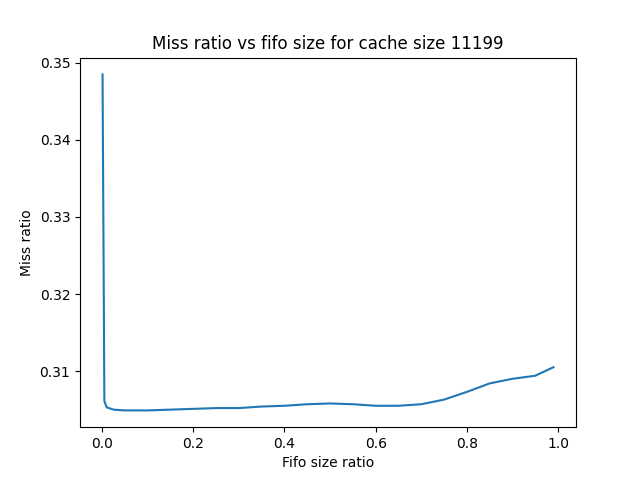 Miss ratio vs fifo size for cache size 11199
0.35
0.34
0.33
0.32
0.31
Miss ratio
0.0 0.2 0.4 0.6 0.8 1.0
Fifo size ratio